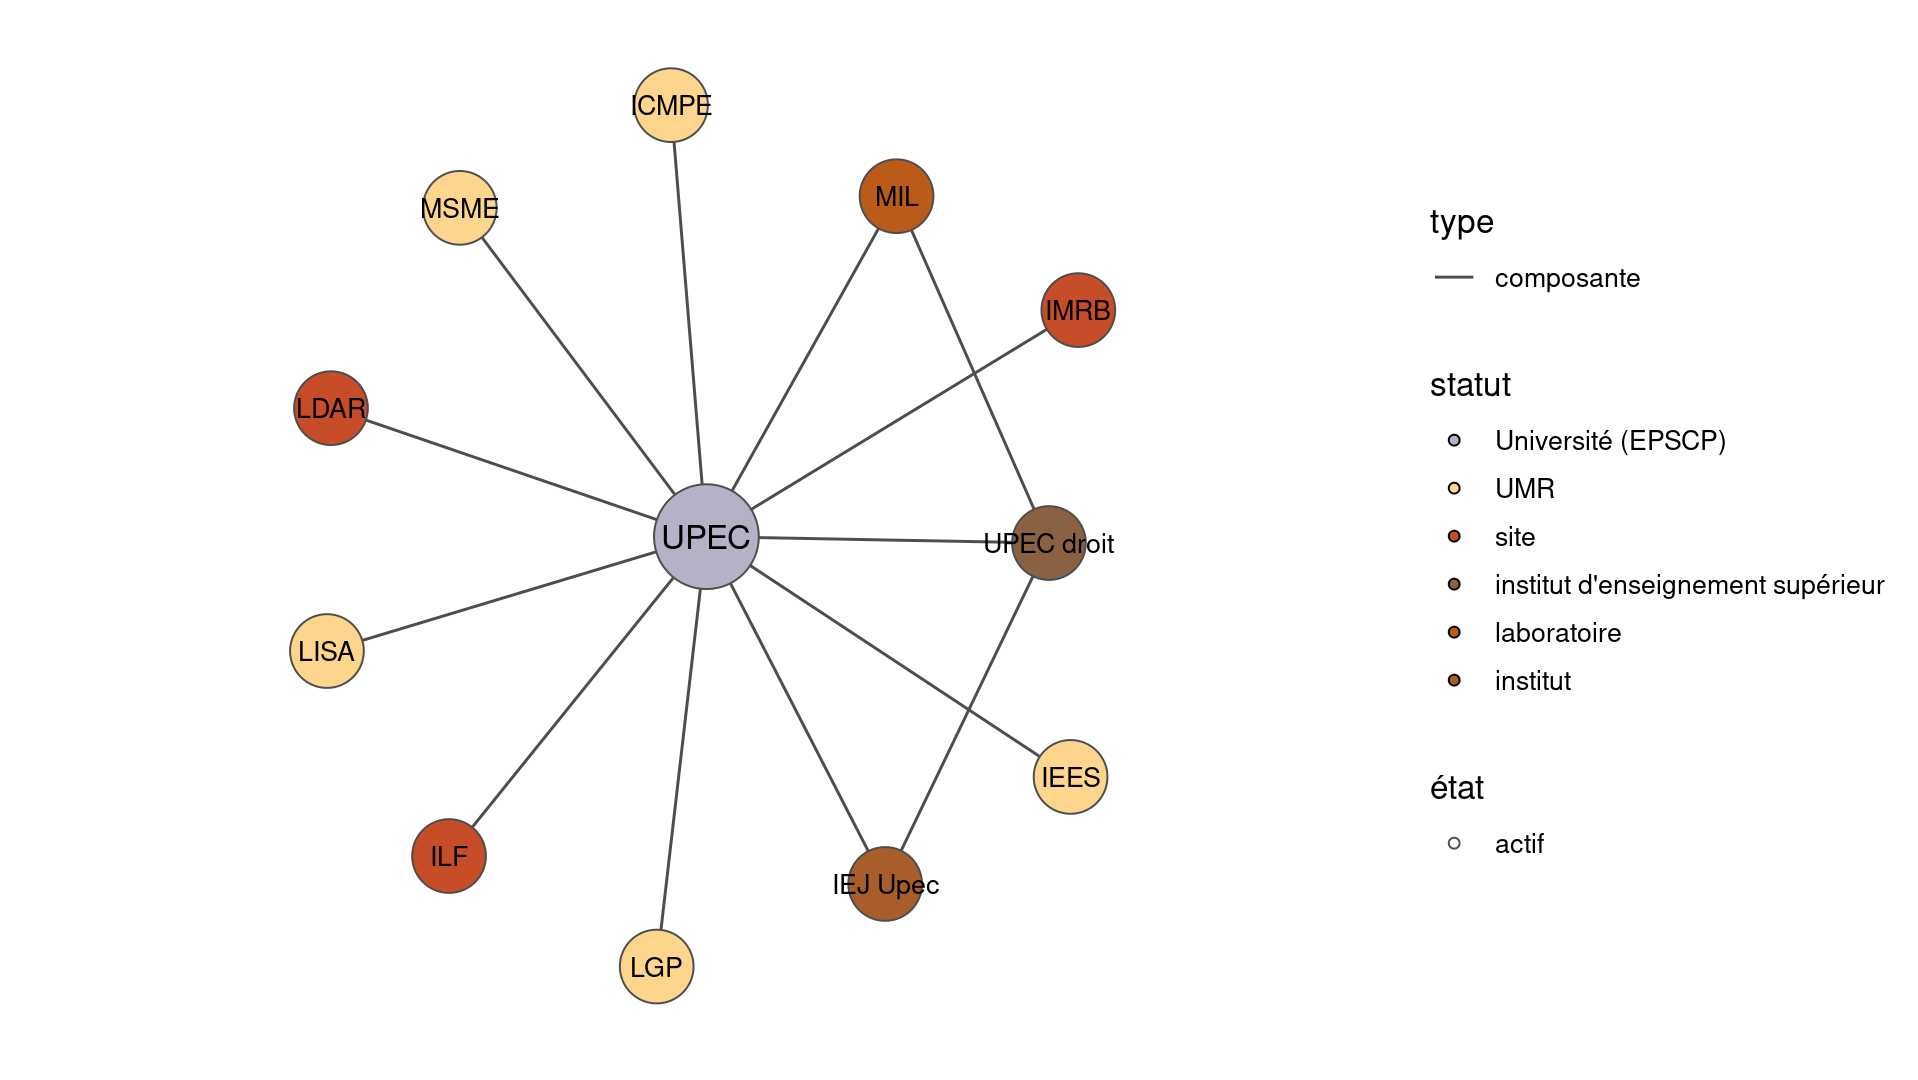 ICMPE
MIL
MSME
IMRB
LDAR
UPEC
UPEC droit
LISA
IEES
ILF
IEJ Upec
LGP
type
composante
statut
Université (EPSCP)
UMR
site
institut d'enseignement supérieur
laboratoire
institut
état
actif